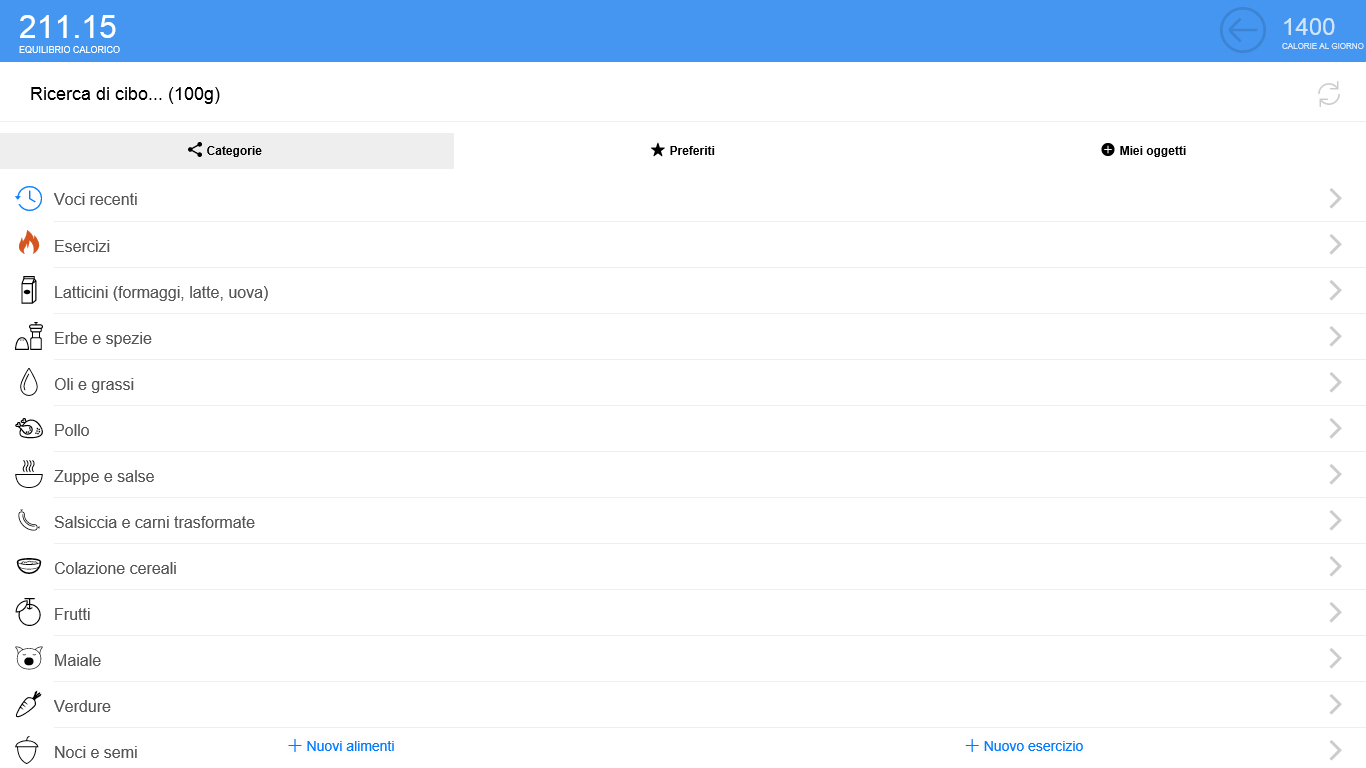 211.15
EQUILIBRIO CALORICO
1400
CALORIE AL GIORNO
Ricerca di cibo... (100g)
Categorie
Preferiti
Miei oggetti
Voci recenti
Esercizi
Latticini (formaggi, latte, uova)
Erbe e spezie
Oli e grassi
Pollo
Zuppe e salse
Salsiccia e carni trasformate
Colazione cereali
Frutti
Maiale
Verdure
Noci e semi
Nuovi alimenti
Nuovo esercizio